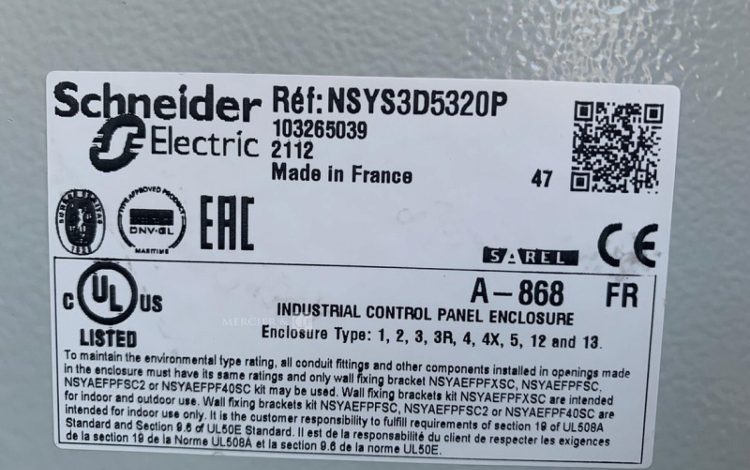 Schneider
Electric
Réf: NSYS3D5320P
103265039
2112
Made in France
47
TYPE APPROVED PRODUCT
DNV·GL
MARITIME
EAC
SAREL
CE
C UL US
LISTED
A-868 FR
MERCIER &
INDUSTRIAL CONTROL PANEL ENCLOSURE
Enclosure Type: 1, 2, 3, 3R, 4, 4X, 5, 12 and 13.
To maintain the environmental type rating, all conduit fittings and other components installed in openings made
in the enclosure must have its same ratings and only wall fixing bracket NSYAEFPFXSC, NSYAEFPFSC.
NSYAEFPFSC2 or NSYAEFPF40SC kit may be used. Wall fixing brackets kit NSYAEFPFXSC are intended
for indoor and outdoor use. Wall fixing brackets kit NSYAEFPFSC, NSYAEFPFSC2 or NSYAEFPF40SC are
intended for indoor use only. It is the customer responsibility to fulfill requirements of section 19 of UL508A
Standard and Section 9.6 of UL50E Standard. Il est de la responsabilité du client de respecter les exigences
de la section 19 de la Norme UL508A et la section 9.6 de la norme UL50E.